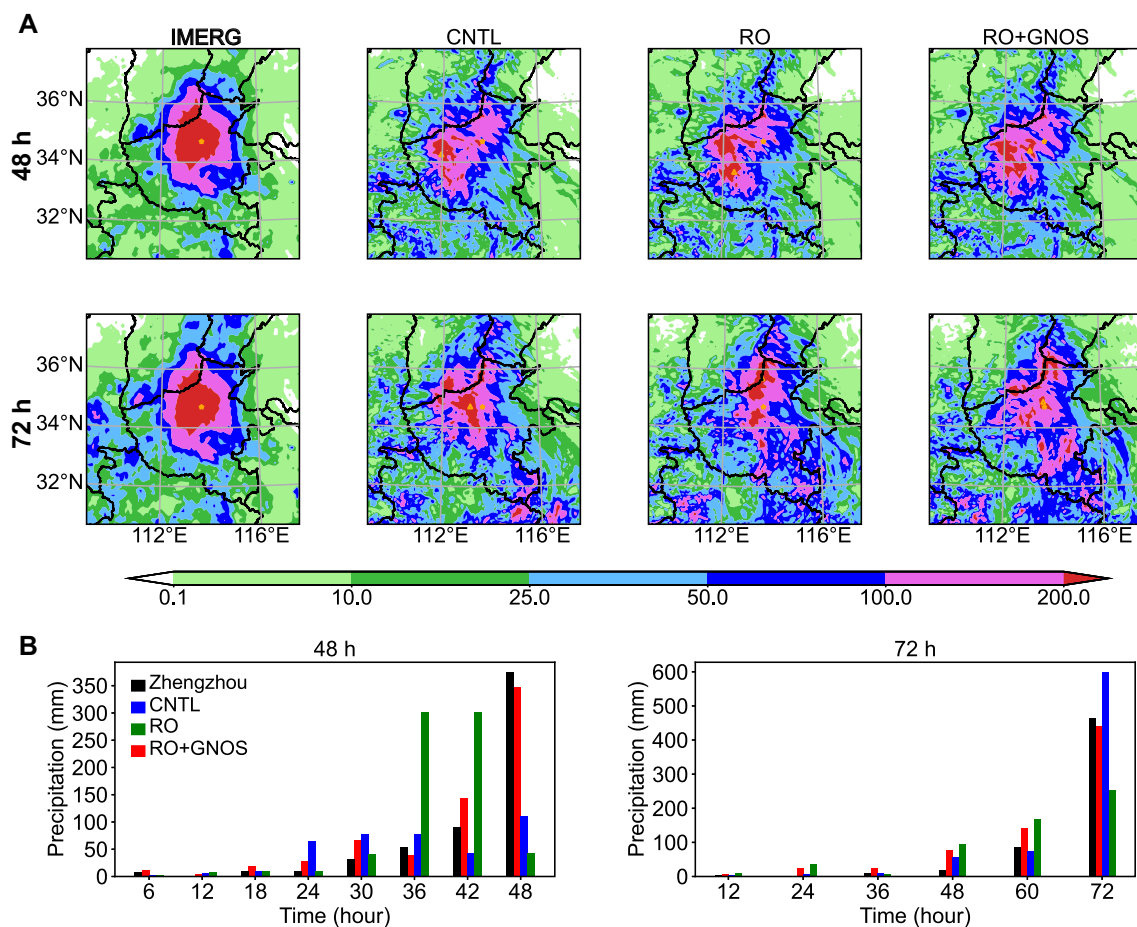 A
IMERG CNTL RO RO+GNOS
48 h
36°N
34°N
32°N
72 h
36°N
34°N
32°N
112°E 116°E 112°E 116°E 112°E 116°E 112°E 116°E
0.1 10.0 25.0 50.0 100.0 200.0
B
48 h
Precipitation (mm)
350
300
250
200
150
100
50
0
Zhengzhou
CNTL
RO
RO+GNOS
6 12 18 24 30 36 42 48
Time (hour)
72 h
Precipitation (mm)
600
500
400
300
200
100
0
12 24 36 48 60 72
Time (hour)